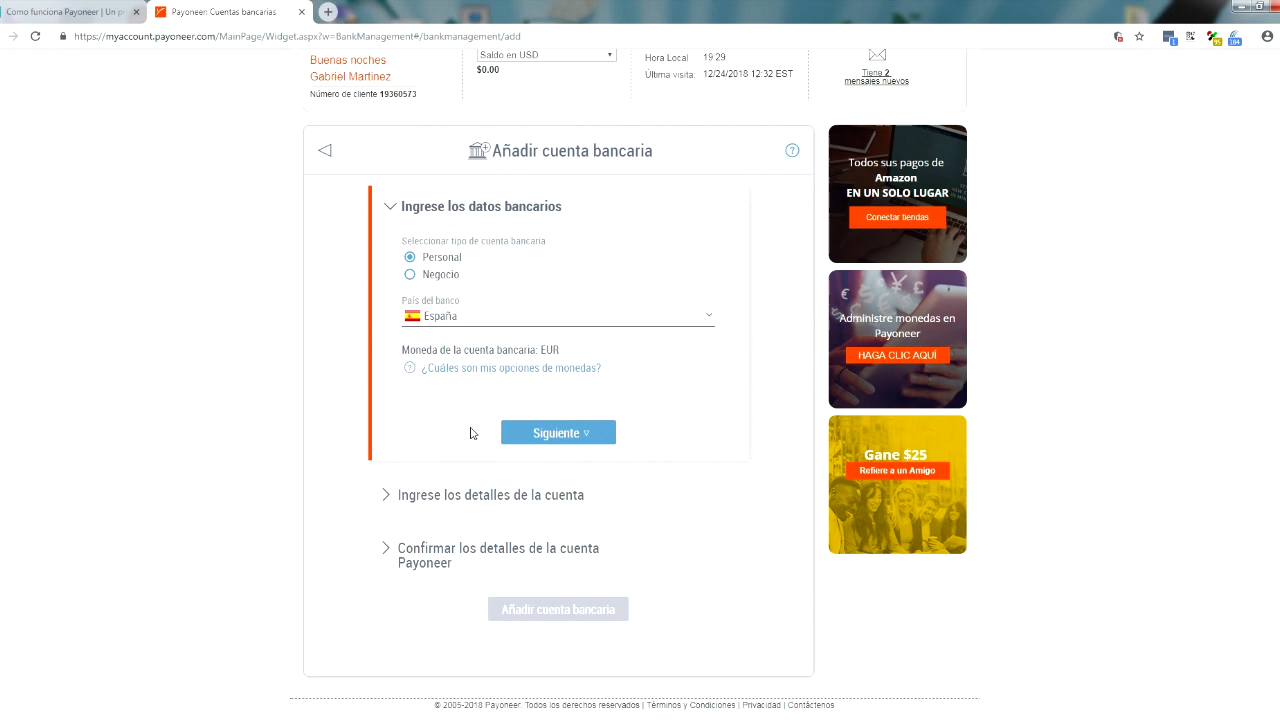 Como funciona Payoneer | Un pr
Payoneer: Cuentas bancarias
https://myaccount.payoneer.com/MainPage/Widget.aspx?w=BankManagement#/bankmanagement/add
1
95
184
Buenas noches
Gabriel Martinez
Número de cliente 19360573
Saldo en USD
$0.00
Hora Local 19:29
Última visita: 12/24/2018 12:32 EST
Tiene 2
mensajes nuevos
Añadir cuenta bancaria
?
Ingrese los datos bancarios
Seleccionar tipo de cuenta bancaria
Personal
Negocio
País del banco
España
Moneda de la cuenta bancaria: EUR
? ¿Cuáles son mis opciones de monedas?
Siguiente
Ingrese los detalles de la cuenta
Confirmar los detalles de la cuenta
Payoneer
Añadir cuenta bancaria
Todos sus pagos de
Amazon
EN UN SOLO LUGAR
Conectar tiendas
Administre monedas en
Payoneer
HAGA CLIC AQUÍ
Gane $25
Refiere a un Amigo
© 2005-2018 Payoneer. Todos los derechos reservados | Términos y Condiciones | Privacidad | Contáctenos